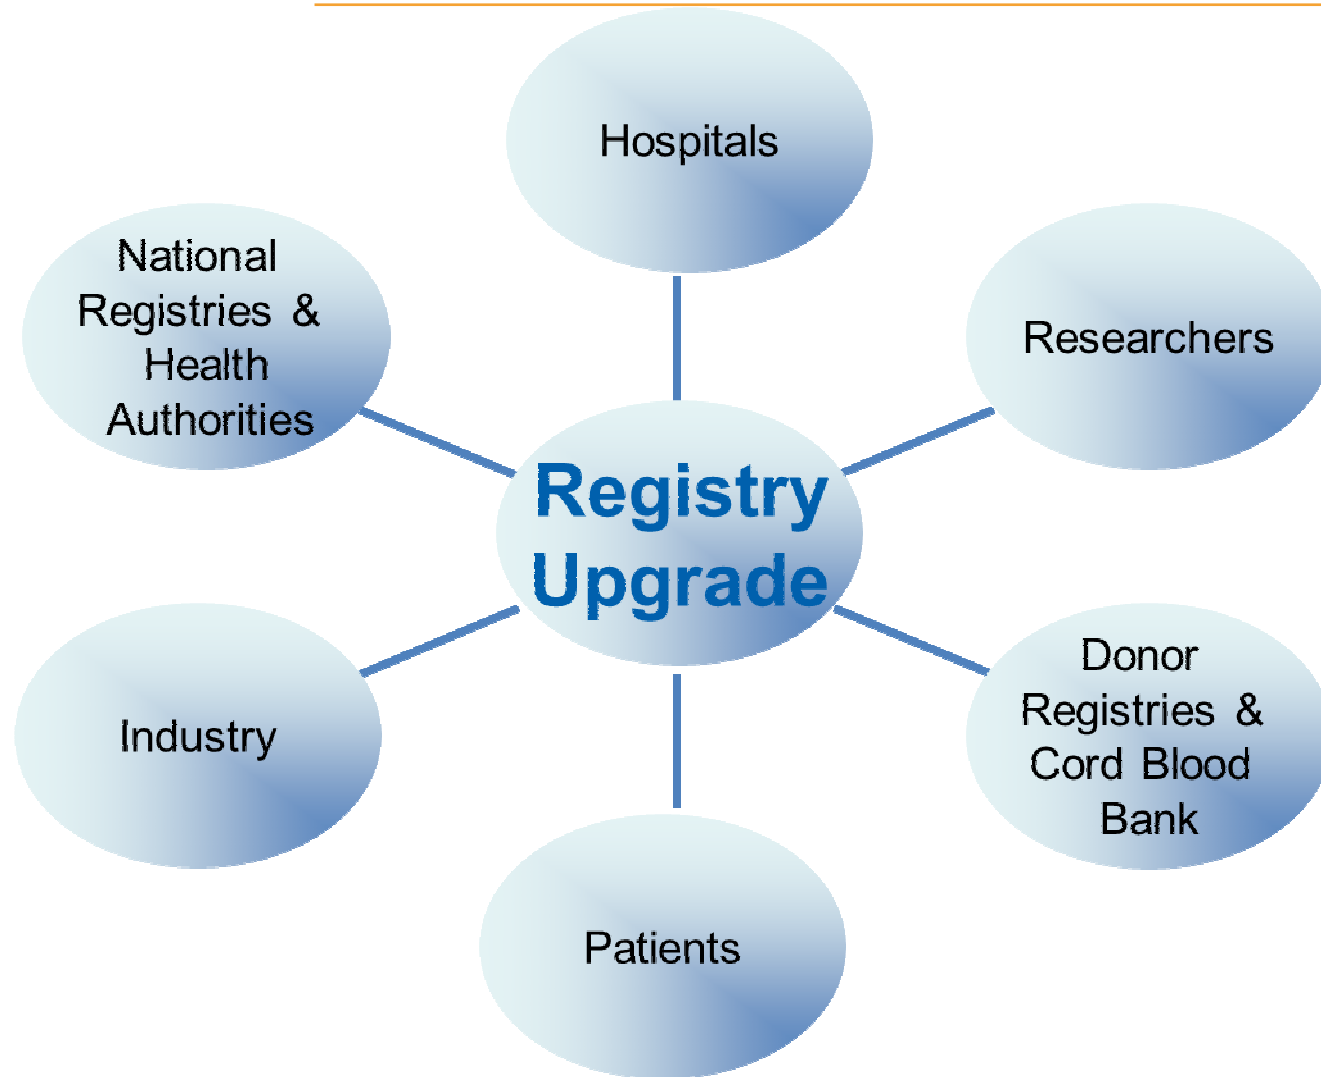 Hospitals
National
Registries &
Health
Authorities
Researchers
Registry
Upgrade
Industry
Donor
Registries &
Cord Blood
Bank
Patients